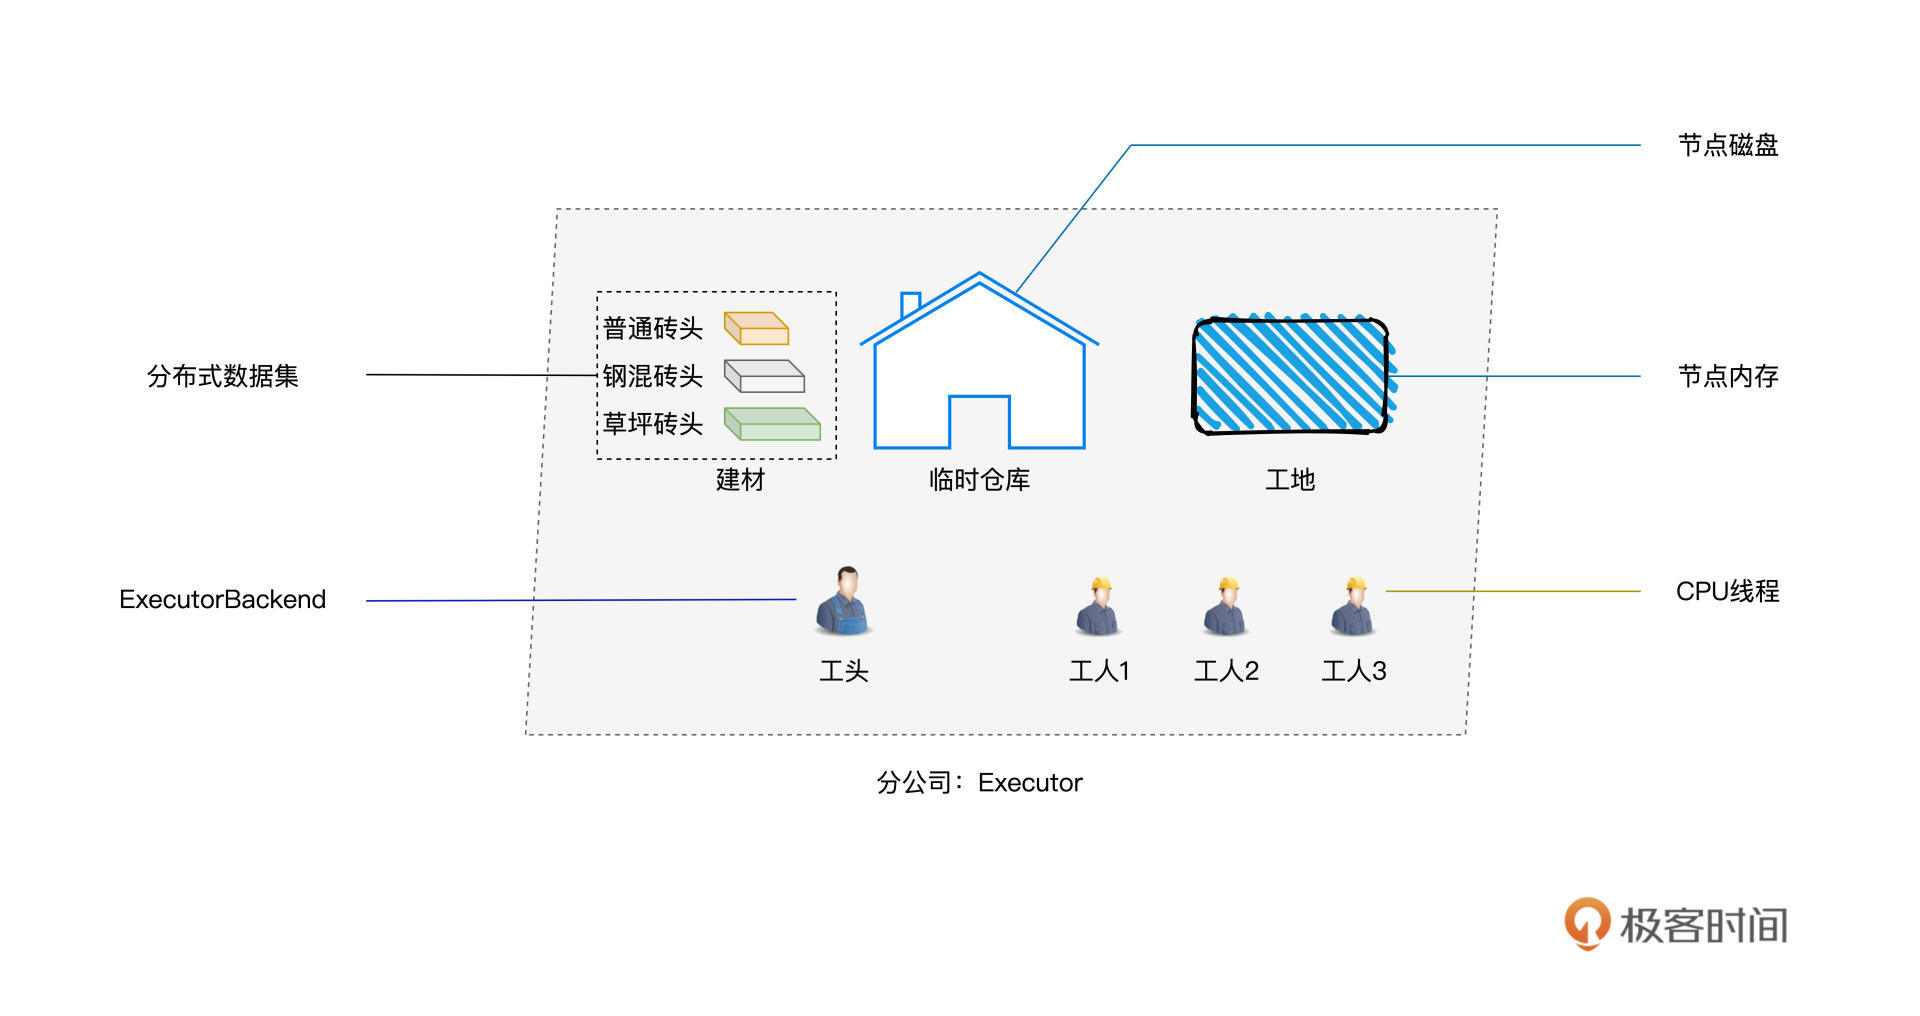 节点磁盘
普通砖头
钢混砖头
草坪砖头
分布式数据集
节点内存
建材
临时仓库
工地
ExecutorBackend
CPU线程
工头
工人1
工人2
工人3
分公司：Executor
极客时间